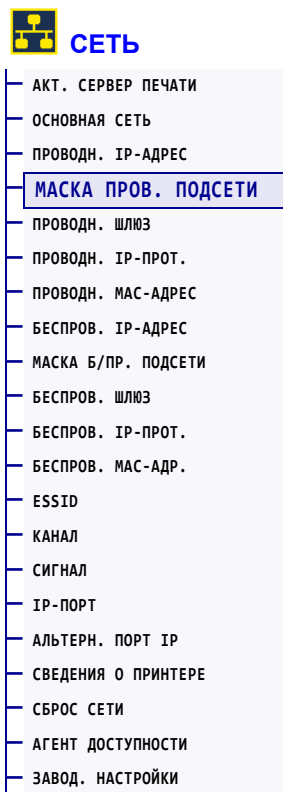 СЕТЬ
АКТ. СЕРВЕР ПЕЧАТИ
ОСНОВНАЯ СЕТЬ
ПРОВОДН. IP-АДРЕС
МАСКА ПРОВ. ПОДСЕТИ
ПРОВОДН. ШЛЮЗ
ПРОВОДН. IP-ПРОТ.
ПРОВОДН. MAC-АДРЕС
БЕСПРОВ. IP-АДРЕС
МАСКА Б/ПР. ПОДСЕТИ
БЕСПРОВ. ШЛЮЗ
БЕСПРОВ. IP-ПРОТ.
БЕСПРОВ. MAC-АДР.
ESSID
КАНАЛ
СИГНАЛ
IP-ПОРТ
АЛЬТЕРН. ПОРТ IP
СВЕДЕНИЯ О ПРИНТЕРЕ
СБРОС СЕТИ
АГЕНТ ДОСТУПНОСТИ
ЗАВОД. НАСТРОЙКИ